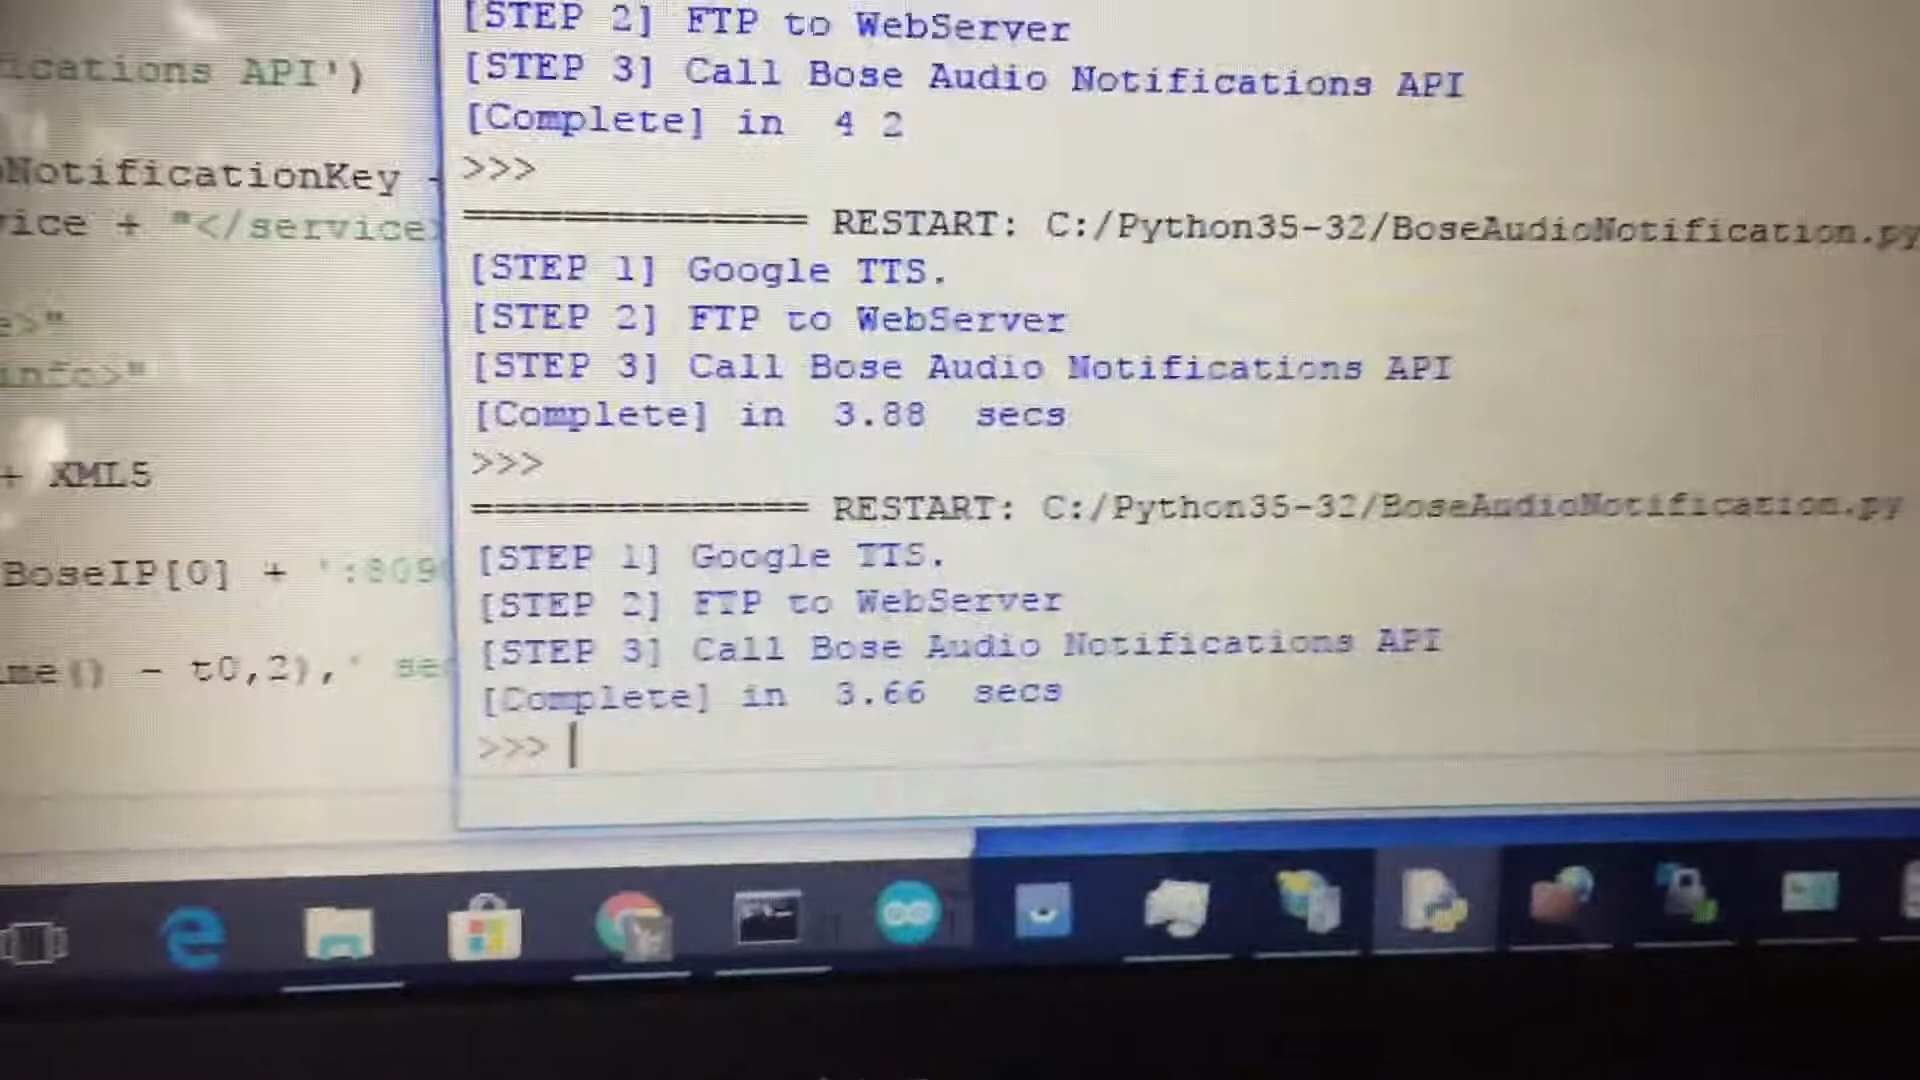 [STEP 2] FTP to WebServer
[STEP 3] Call Bose Audio Notifications API
[Complete] in 4 2
>>>
============== RESTART: C:/Python35-32/BoseAudioNotification.py
[STEP 1] Google TTS.
[STEP 2] FTP to WebServer
[STEP 3] Call Bose Audio Notifications API
[Complete] in 3.88 secs
>>>
============== RESTART: C:/Python35-32/BoseAudioNotification.py
[STEP 1] Google TTS.
[STEP 2] FTP to WebServer
[STEP 3] Call Bose Audio Notifications API
[Complete] in 3.66 secs
>>>
ications API')
NotificationKey -
vice + "</service>
e>"
info>"
+ XML5
BoseIP[0] + ':809
ime() - t0,2),' sec